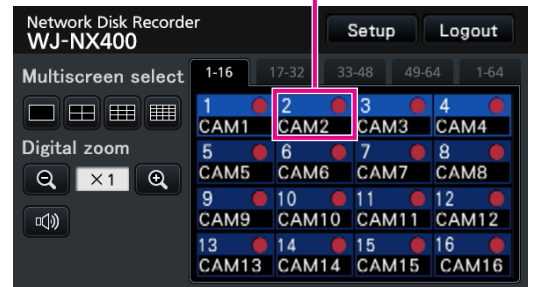 Network Disk Recorder
WJ-NX400
Setup
Logout
Multiscreen select
1-16
17-32
33-48
49-64
1-64
1
2
3
4
CAM1
CAM2
CAM3
CAM4
Digital zoom
5
6
7
8
CAM5
CAM6
CAM7
CAM8
×1
9
10
11
12
CAM9
CAM10
CAM11
CAM12
13
14
15
16
CAM13
CAM14
CAM15
CAM16